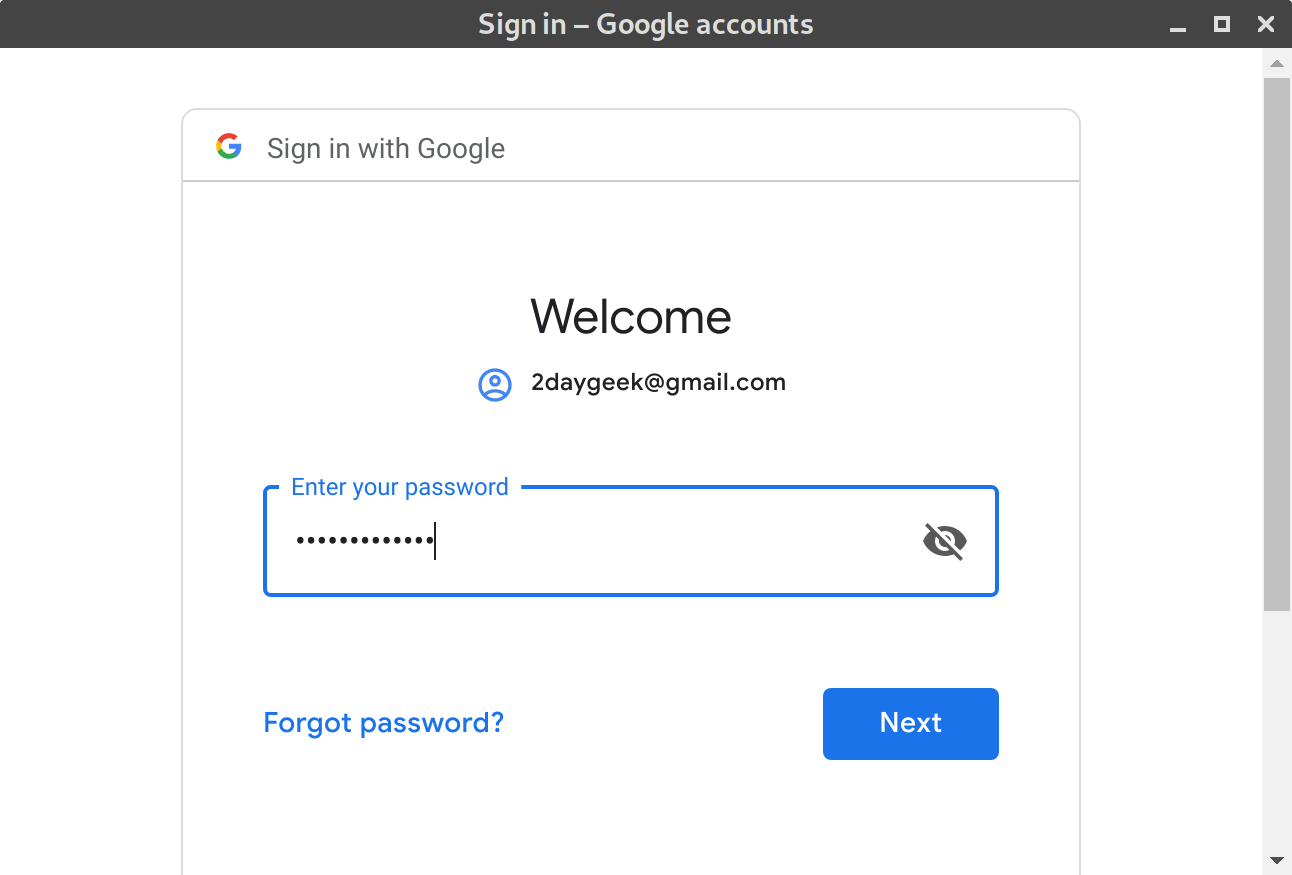 Sign in – Google accounts
Sign in with Google
Welcome
2daygeek@gmail.com
Enter your password
•••••••••••••
Forgot password?
Next